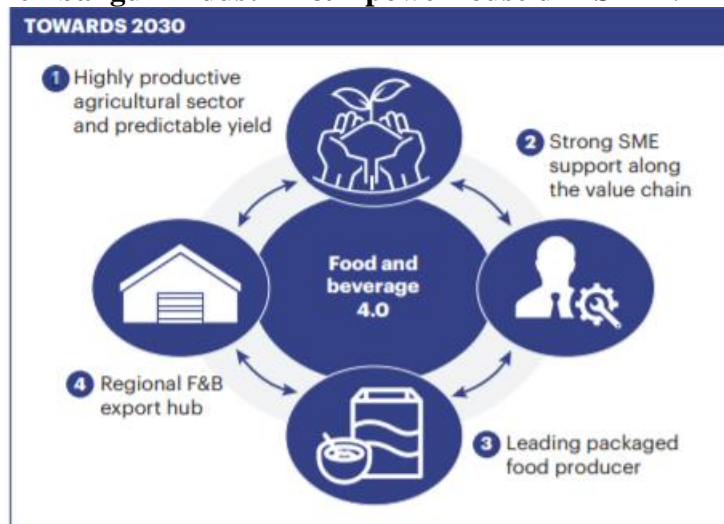 TOWARDS 2030
1 Highly productive
agricultural sector
and predictable yield
2 Strong SME
support along
the value chain
Food and
beverage
4.0
4 Regional F&B
export hub
3 Leading packaged
food producer